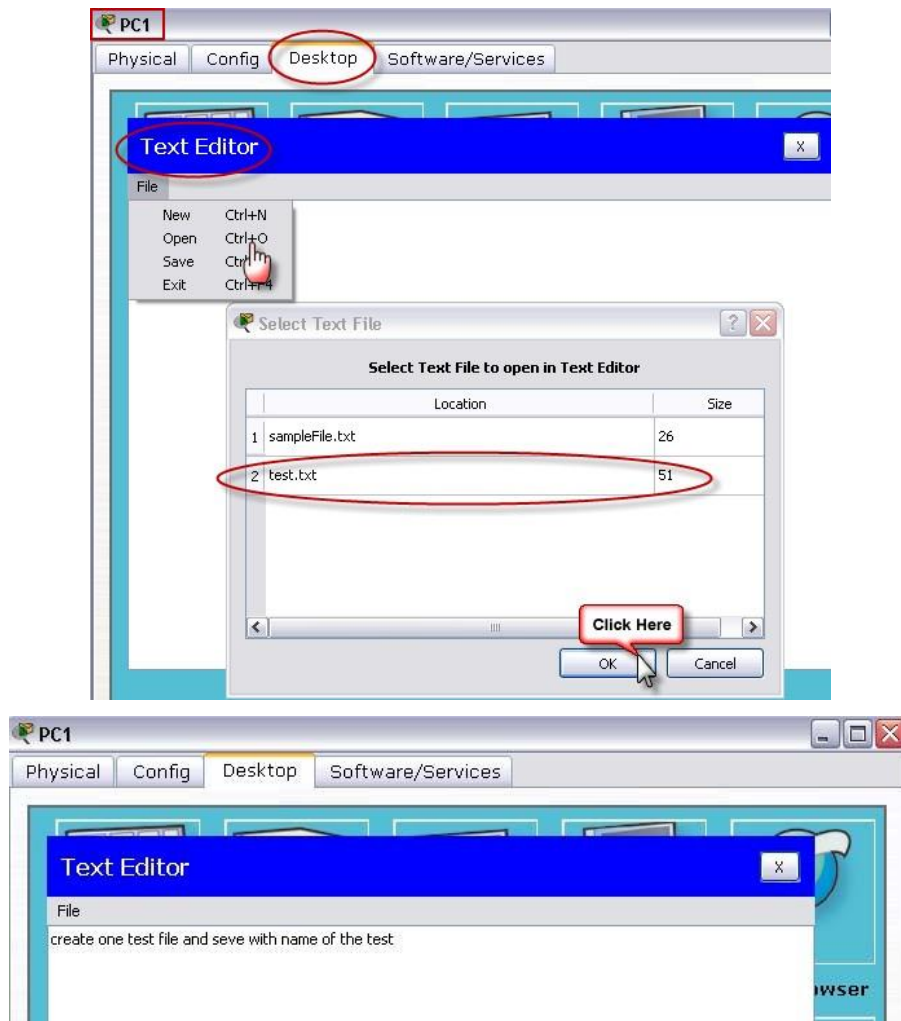 PC1
Physical Config Desktop Software/Services
Text Editor X
File
New Ctrl+N
Open Ctrl+O
Save
Exit
Select Text File ?
Select Text File to open in Text Editor
Location Size
1 sampleFile.txt 26
2 test.txt 51
Click Here
OK Cancel
PC1
Physical Config Desktop Software/Services
Text Editor X
File
create one test file and seve with name of the test